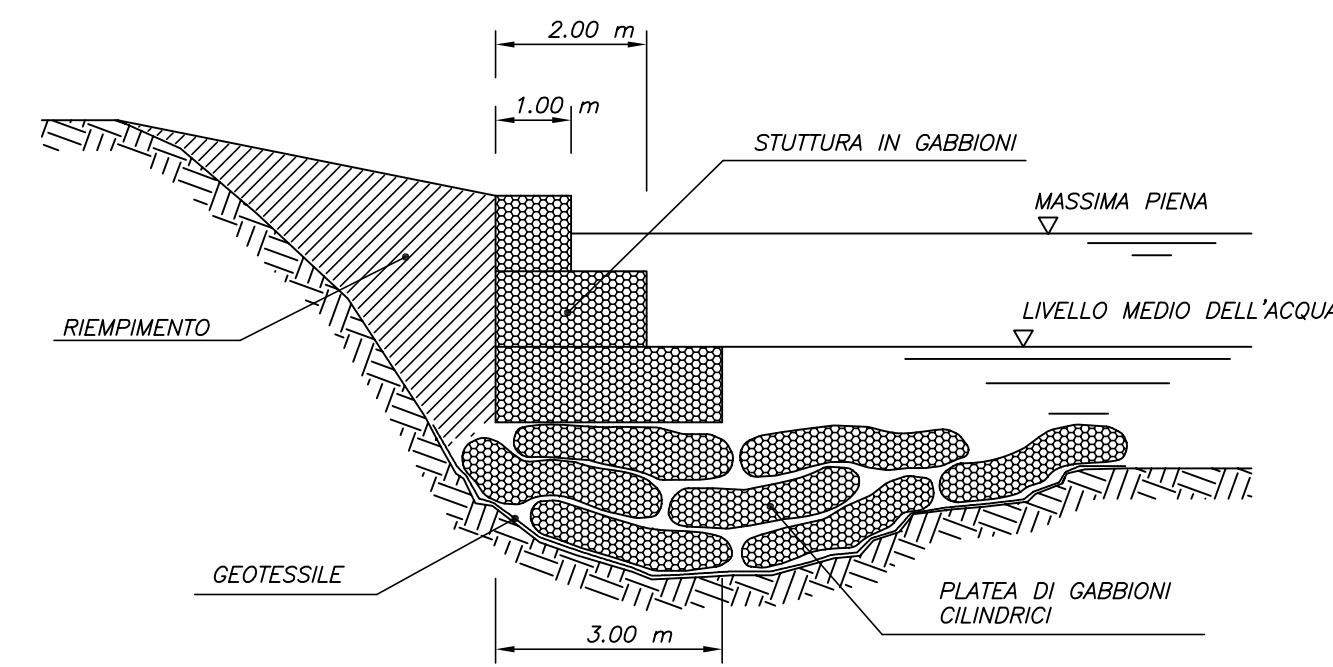 2.00 m
1.00 m
STUTTURA IN GABBIONI
MASSIMA PIENA
LIVELLO MEDIO DELL'ACQUA
RIEMPIMENTO
GEOTESSILE
PLATEA DI GABBIONI
CILINDRICI
3.00 m